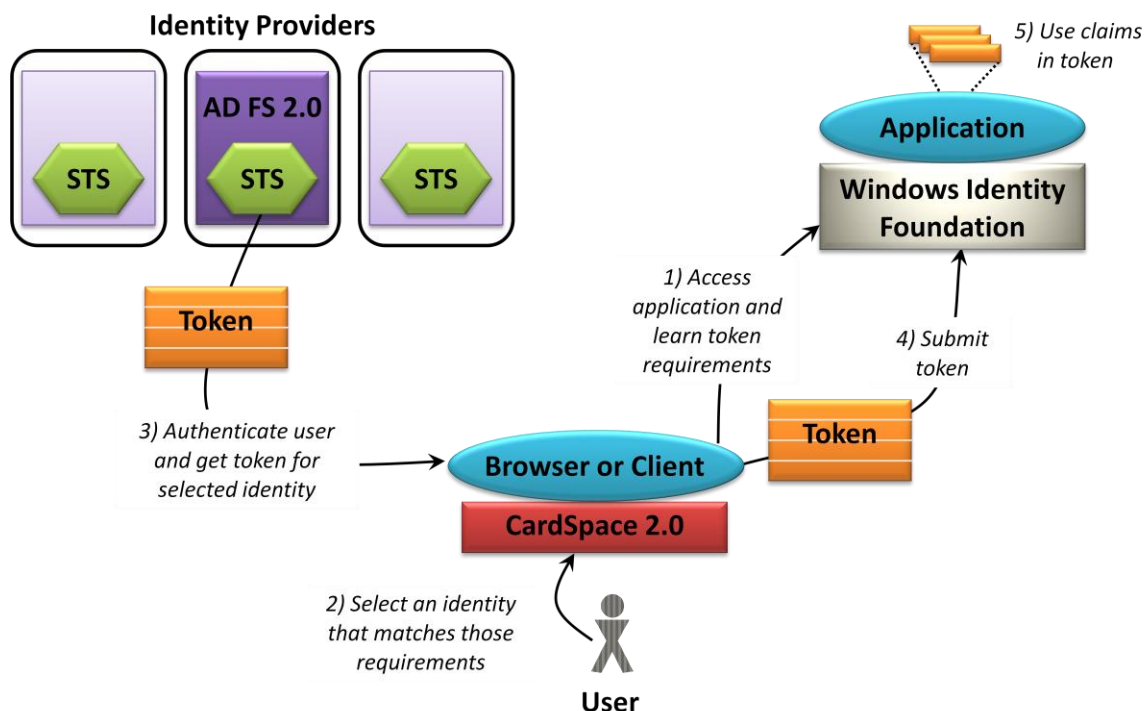 Identity Providers
AD FS 2.0
STS
STS
STS
Token
3) Authenticate user
and get token for
selected identity
5) Use claims
in token
Application
Windows Identity
Foundation
1) Access
application and
learn token
requirements
4) Submit
token
Token
Browser or Client
CardSpace 2.0
2) Select an identity
that matches those
requirements
User